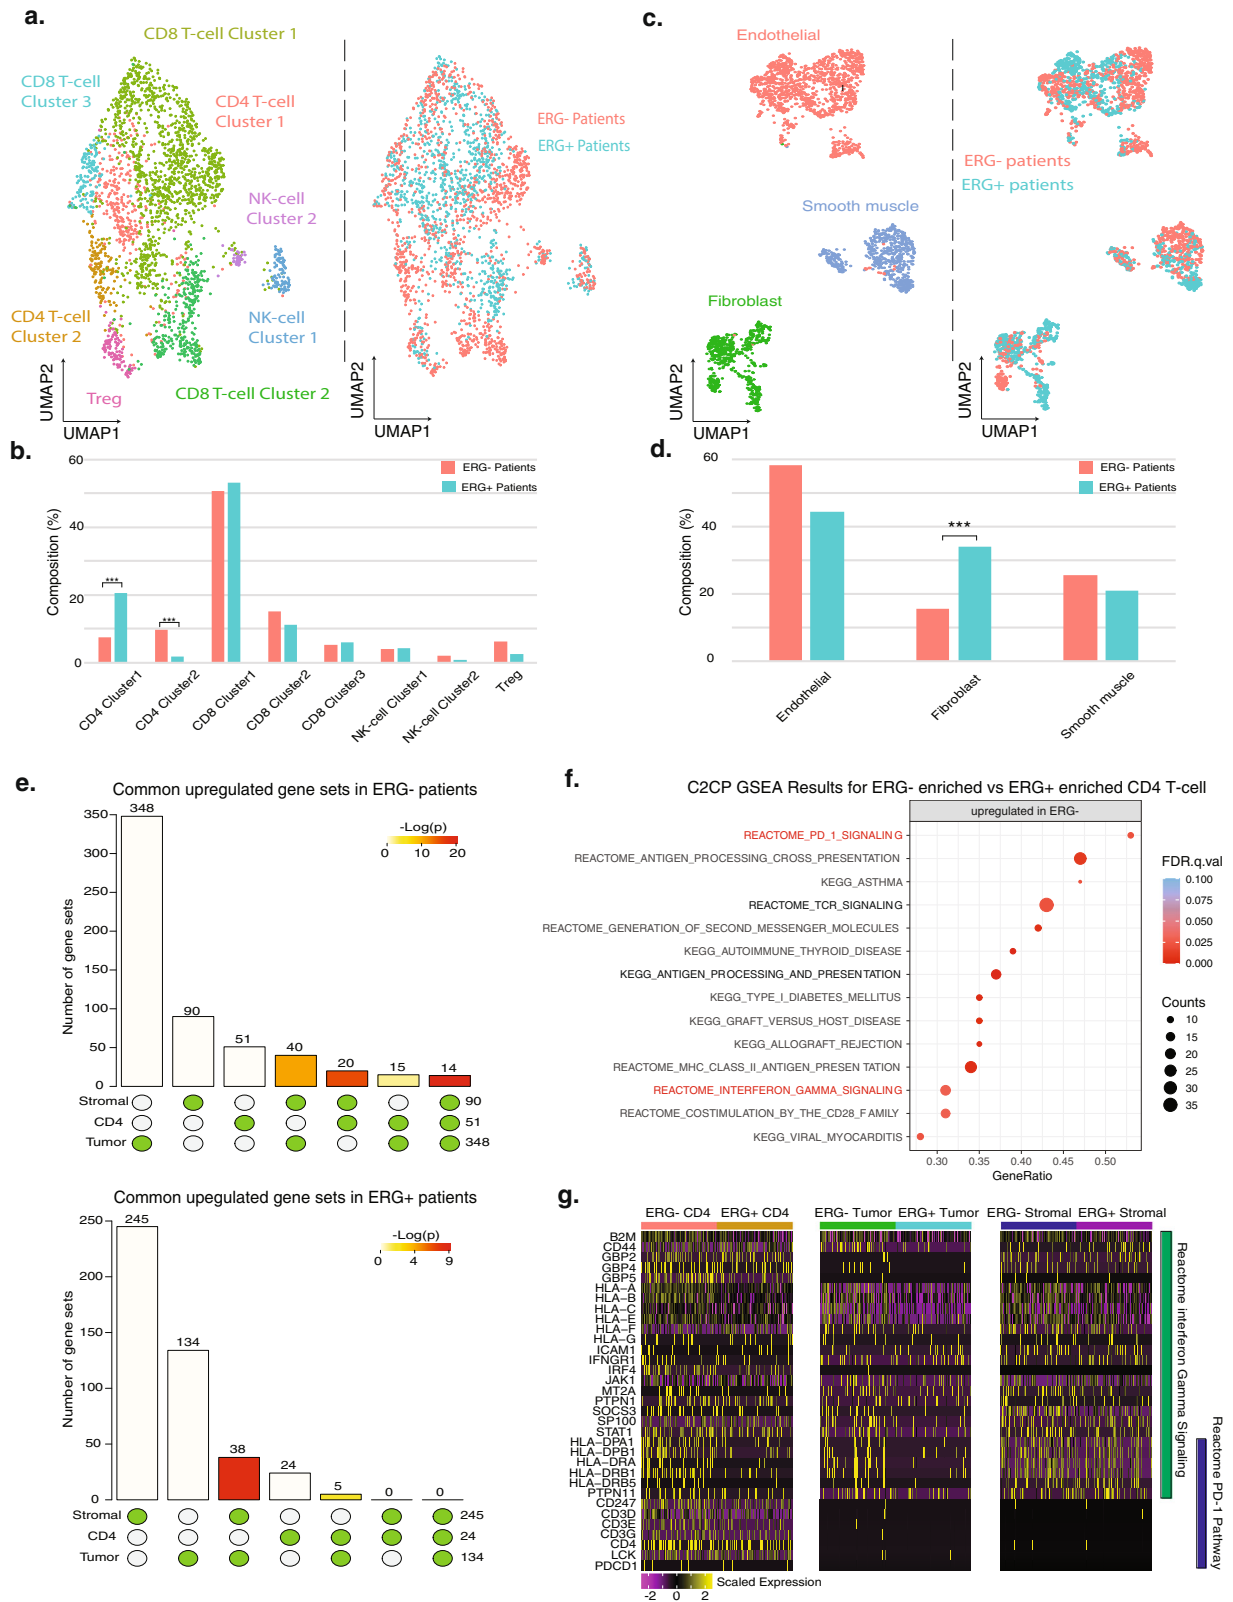 a.
CD8 T-cell Cluster 1
CD8 T-cell
Cluster 3
CD4 T-cell
Cluster 1
NK-cell
Cluster 2
CD4 T-cell
Cluster 2
NK-cell
Cluster 1
Treg
CD8 T-cell Cluster 2
UMAP2
UMAP1
ERG- Patients
ERG+ Patients
UMAP2
UMAP1
c.
Endothelial
Smooth muscle
Fibroblast
UMAP2
UMAP1
ERG- patients
ERG+ patients
UMAP2
UMAP1
b.
Composition (%)
60
40
20
0
***
***
ERG- Patients
ERG+ Patients
CD4 Cluster1
CD4 Cluster2
CD8 Cluster1
CD8 Cluster2
CD8 Cluster3
NK-cell Cluster1
NK-cell Cluster2
Treg
d.
Composition (%)
60
40
20
0
***
ERG- Patients
ERG+ Patients
Endothelial
Fibroblast
Smooth muscle
e.
Common upregulated gene sets in ERG- patients
Number of gene sets
350
300
250
200
150
100
50
0
348
90
51
40
20
15
14
-Log(p)
0 10 20
Stromal 90
CD4 51
Tumor 348
Common upegulated gene sets in ERG+ patients
Number of gene sets
250
200
150
100
50
0
245
134
38
24
5
0
0
-Log(p)
0 4 9
Stromal 245
CD4 24
Tumor 134
f.
C2CP GSEA Results for ERG- enriched vs ERG+ enriched CD4 T-cell
upregulated in ERG-
REACTOME_PD_1_SIGNALING
REACTOME_ANTIGEN_PROCESSING_CROSS_PRESENTATION
KEGG_ASTHMA
REACTOME_TCR_SIGNALING
REACTOME_GENERATION_OF_SECOND_MESSENGER_MOLECULES
KEGG_AUTOIMMUNE_THYROID_DISEASE
KEGG_ANTIGEN_PROCESSING_AND_PRESENTATION
KEGG_TYPE_I_DIABETES_MELLITUS
KEGG_GRAFT_VERSUS_HOST_DISEASE
KEGG_ALLOGRAFT_REJECTION
REACTOME_MHC_CLASS_II_ANTIGEN_PRESENTATION
REACTOME_INTERFERON_GAMMA_SIGNALING
REACTOME_COSTIMULATION_BY_THE_CD28_FAMILY
KEGG_VIRAL_MYOCARDITIS
0.30 0.35 0.40 0.45 0.50
GeneRatio
FDR.q.val
0.100
0.075
0.050
0.025
0.000
Counts
10
15
20
25
30
35
g.
ERG- CD4 ERG+ CD4
ERG- Tumor ERG+ Tumor
ERG- Stromal ERG+ Stromal
B2M
CD44
GBP2
GBP4
GBP5
HLA-A
HLA-B
HLA-C
HLA-E
HLA-F
HLA-G
ICAM1
IFNGR1
IRF4
JAK1
MT2A
PTPN1
SOCS3
SP100
STAT1
HLA-DPA1
HLA-DPB1
HLA-DRA
HLA-DRB1
HLA-DRB5
PTPN11
CD247
CD3D
CD3E
CD3G
CD4
LCK
PDCD1
Reactome interferon Gamma Signaling
Reactome PD-1 Pathway
-2 0 2
Scaled Expression